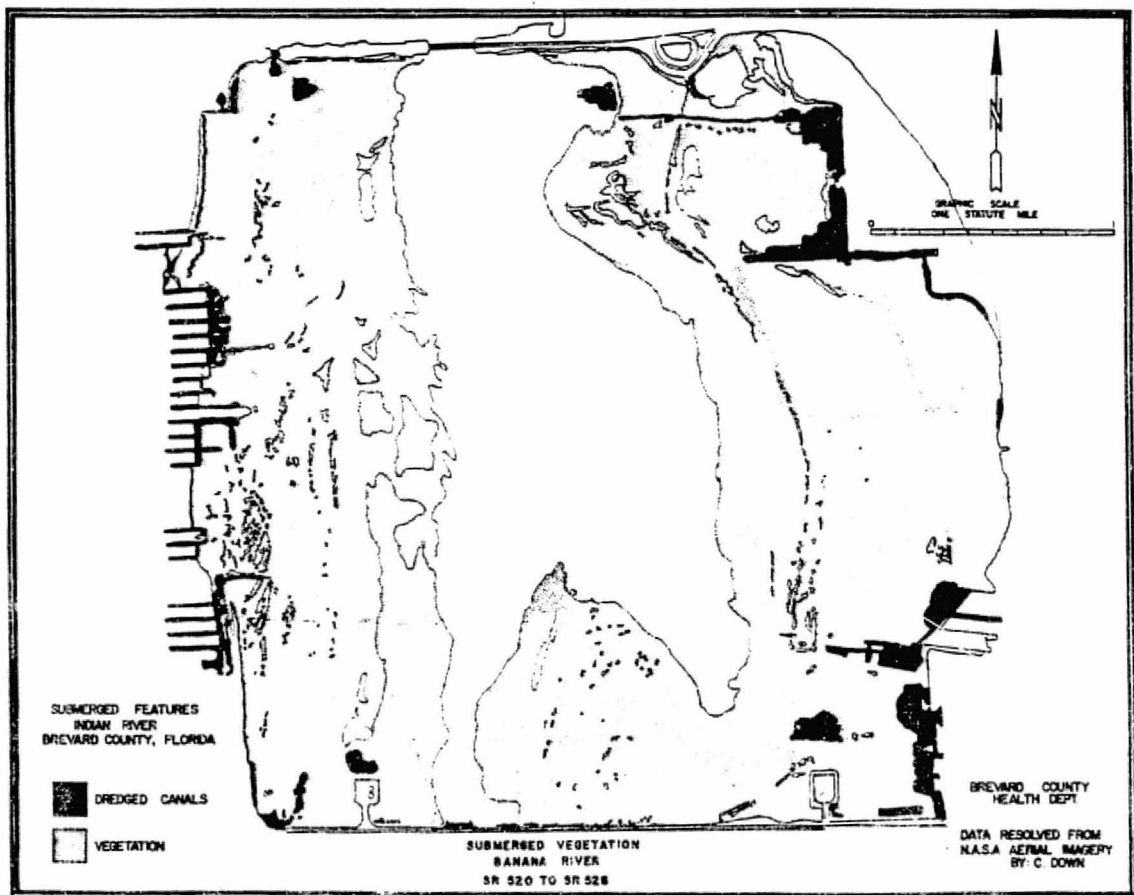 N
GRAPHIC SCALE
ONE STATUTE MILE
SUBMERGED FEATURES
INDIAN RIVER
BREVARD COUNTY, FLORIDA
DREDGED CANALS
VEGETATION
SUBMERGED VEGETATION
BANANA RIVER
SR 520 TO SR 528
BREVARD COUNTY
HEALTH DEPT.
DATA RESOLVED FROM
N.A.S.A AERIAL IMAGERY
BY: C. DOWN